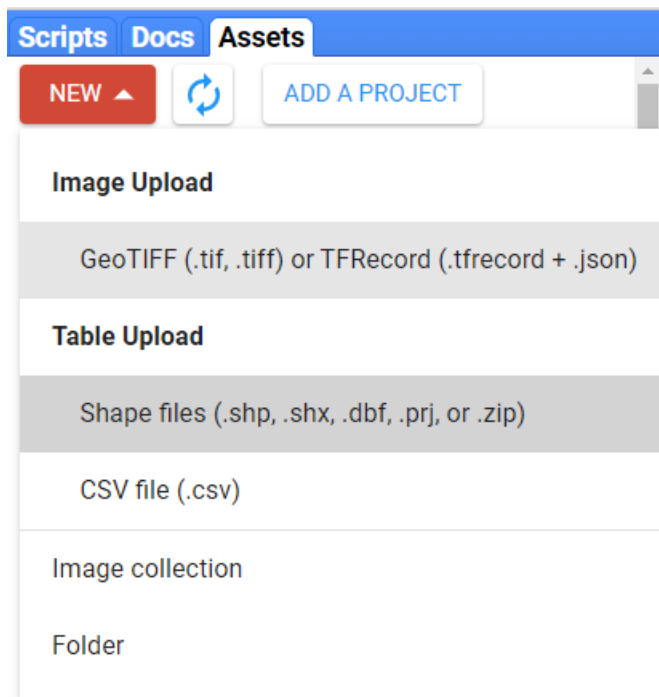 Scripts Docs Assets
NEW ADD A PROJECT
Image Upload
GeoTIFF (.tif, .tiff) or TFRecord (.tfrecord + .json)
Table Upload
Shape files (.shp, .shx, .dbf, .prj, or .zip)
CSV file (.csv)
Image collection
Folder